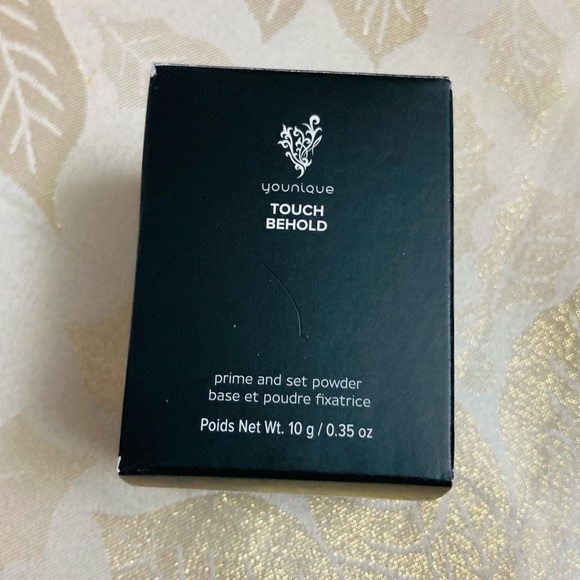 younique
TOUCH
BEHOLD
prime and set powder
base et poudre fixatrice
Poids Net Wt. 10 g / 0.35 oz